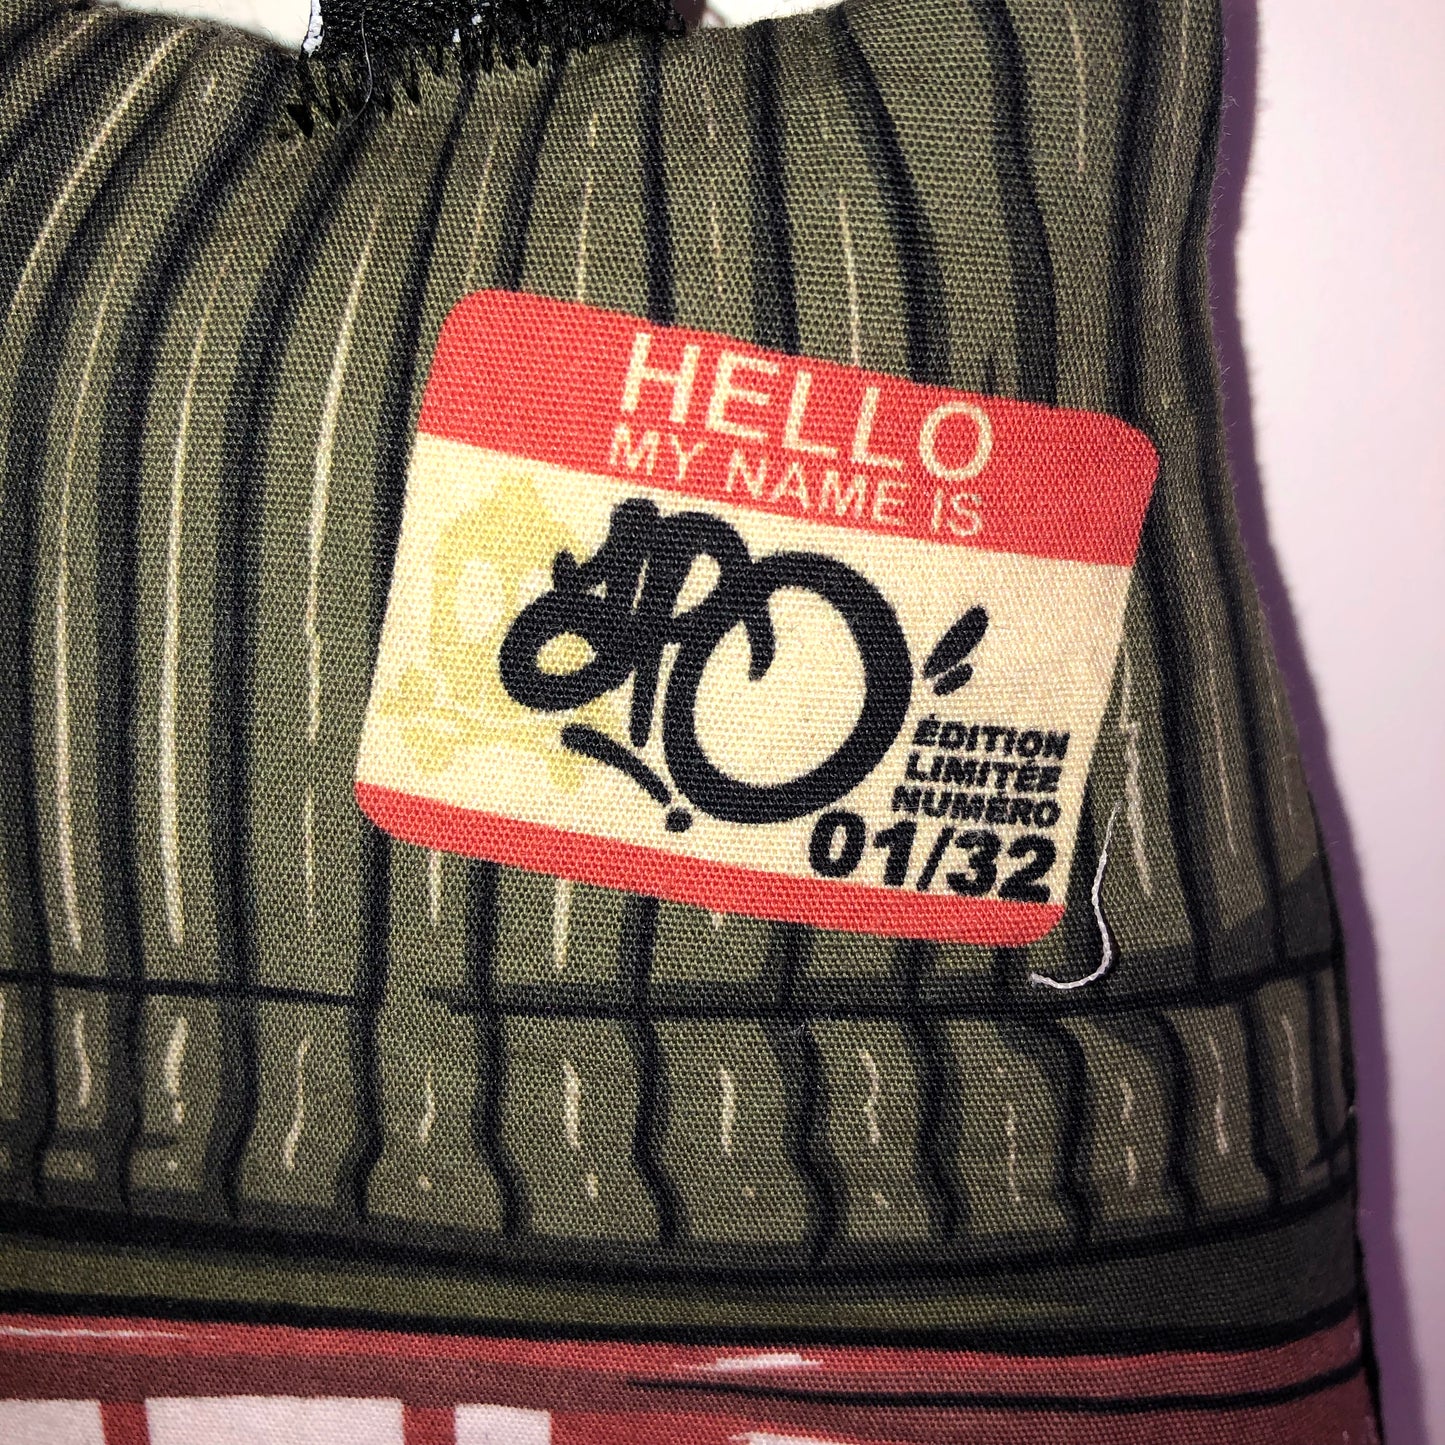 HELLO
MY NAME IS
ÉDITION
LIMITÉE
NUMÉRO
01/32